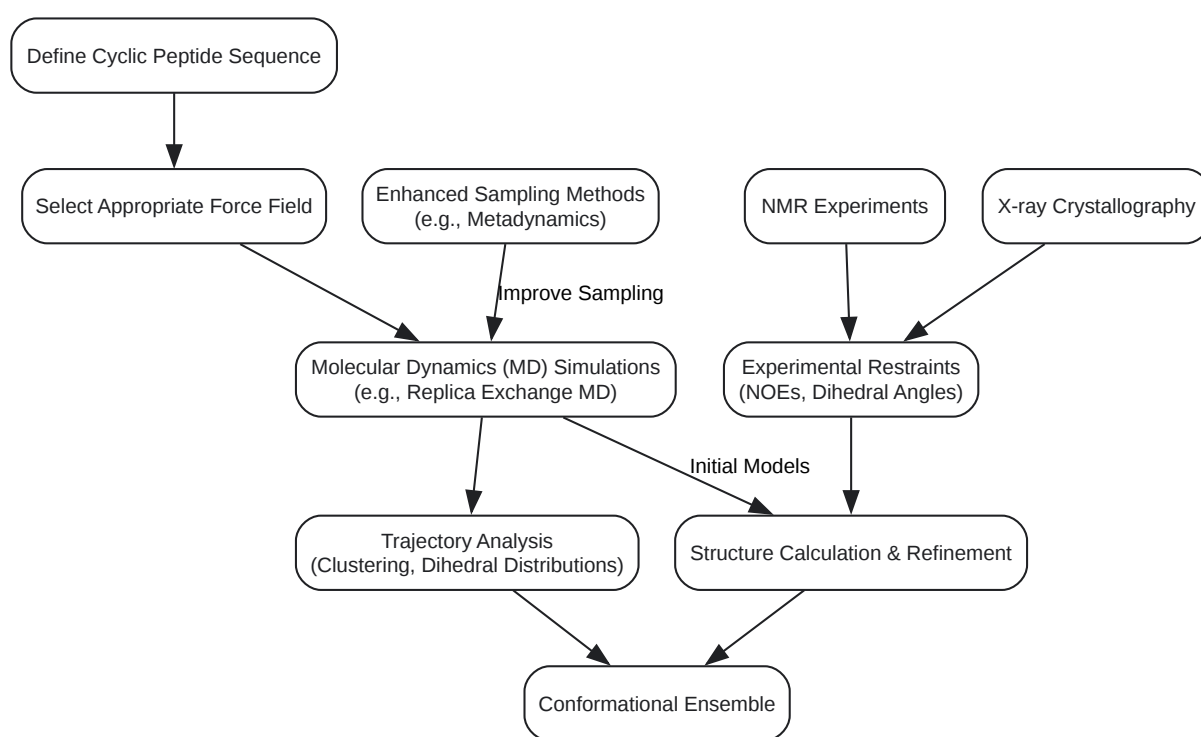 Define Cyclic Peptide Sequence
Select Appropriate Force Field
Enhanced Sampling Methods
(e.g., Metadynamics)
NMR Experiments
X-ray Crystallography
Improve Sampling
Molecular Dynamics (MD) Simulations
(e.g., Replica Exchange MD)
Experimental Restraints
(NOEs, Dihedral Angles)
Initial Models
Trajectory Analysis
(Clustering, Dihedral Distributions)
Structure Calculation & Refinement
Conformational Ensemble